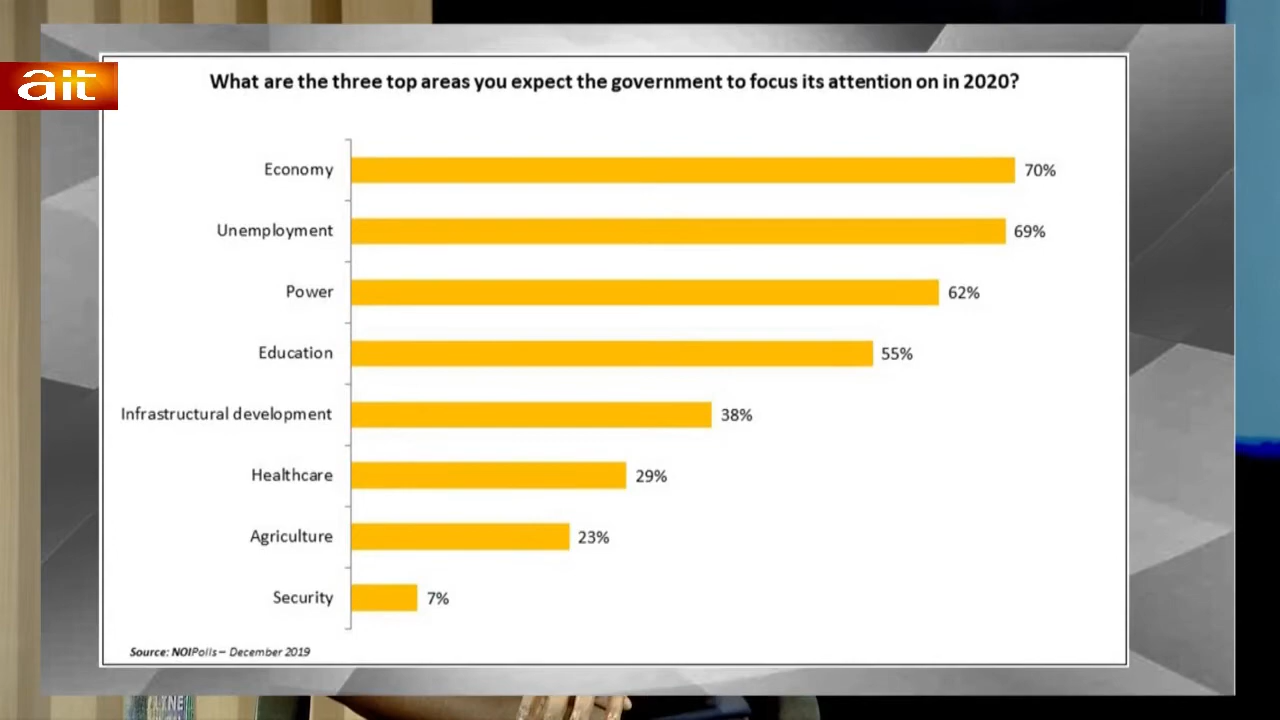 ait
What are the three top areas you expect the government to focus its attention on in 2020?
Economy 70%
Unemployment 69%
Power 62%
Education 55%
Infrastructural development 38%
Healthcare 29%
Agriculture 23%
Security 7%
Source: NOIPolls – December 2019